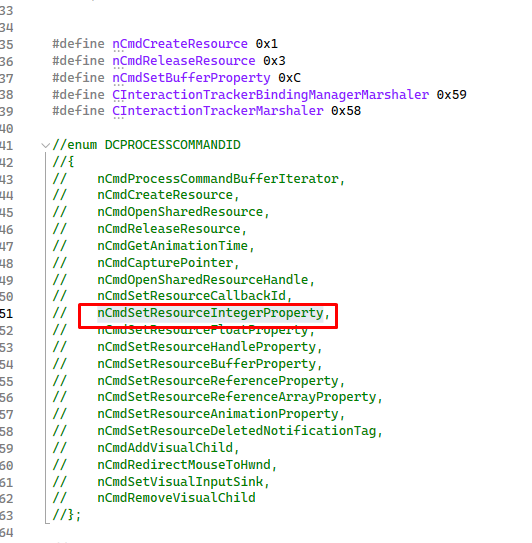 33
34
35 #define nCmdCreateResource 0x1
36 #define nCmdReleaseResource 0x3
37 #define nCmdSetBufferProperty 0xC
38 #define CInteractionTrackerBindingManagerMarshaler 0x59
39 #define CInteractionTrackerMarshaler 0x58
40
41 //enum DCPROCESSCOMMANDID
42 //{
43 //    nCmdProcessCommandBufferIterator,
44 //    nCmdCreateResource,
45 //    nCmdOpenSharedResource,
46 //    nCmdReleaseResource,
47 //    nCmdGetAnimationTime,
48 //    nCmdCapturePointer,
49 //    nCmdOpenSharedResourceHandle,
50 //    nCmdSetResourceCallbackId,
51 //    nCmdSetResourceIntegerProperty,
52 //    nCmdSetResourceFloatProperty,
53 //    nCmdSetResourceHandleProperty,
54 //    nCmdSetResourceBufferProperty,
55 //    nCmdSetResourceReferenceProperty,
56 //    nCmdSetResourceReferenceArrayProperty,
57 //    nCmdSetResourceAnimationProperty,
58 //    nCmdSetResourceDeletedNotificationTag,
59 //    nCmdAddVisualChild,
60 //    nCmdRedirectMouseToHwnd,
61 //    nCmdSetVisualInputSink,
62 //    nCmdRemoveVisualChild
63 //};
64